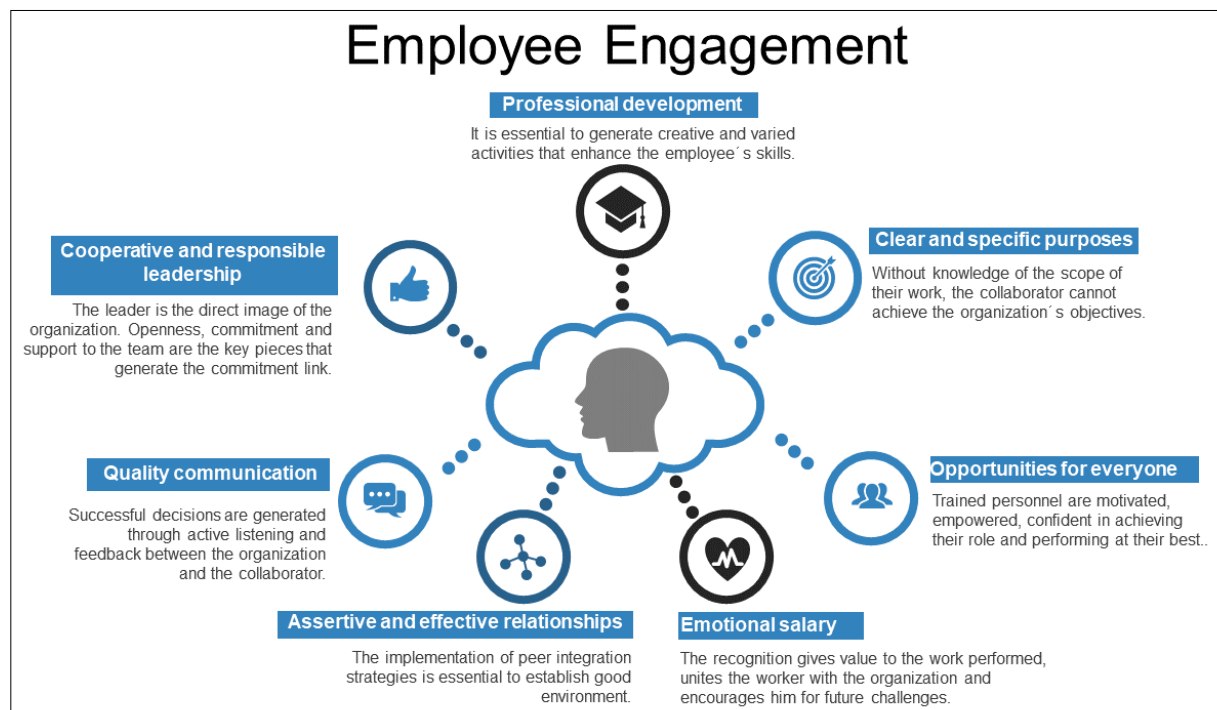 Employee Engagement
Professional development
It is essential to generate creative and varied
activities that enhance the employee´s skills.
Cooperative and responsible
leadership
The leader is the direct image of the
organization. Openness, commitment and
support to the team are the key pieces that
generate the commitment link.
Clear and specific purposes
Without knowledge of the scope of
their work, the collaborator cannot
achieve the organization´s objectives.
Quality communication
Successful decisions are generated
through active listening and
feedback between the organization
and the collaborator.
Opportunities for everyone
Trained personnel are motivated,
empowered, confident in achieving
their role and performing at their best..
Assertive and effective relationships
The implementation of peer integration
strategies is essential to establish good
environment.
Emotional salary
The recognition gives value to the work performed,
unites the worker with the organization and
encourages him for future challenges.